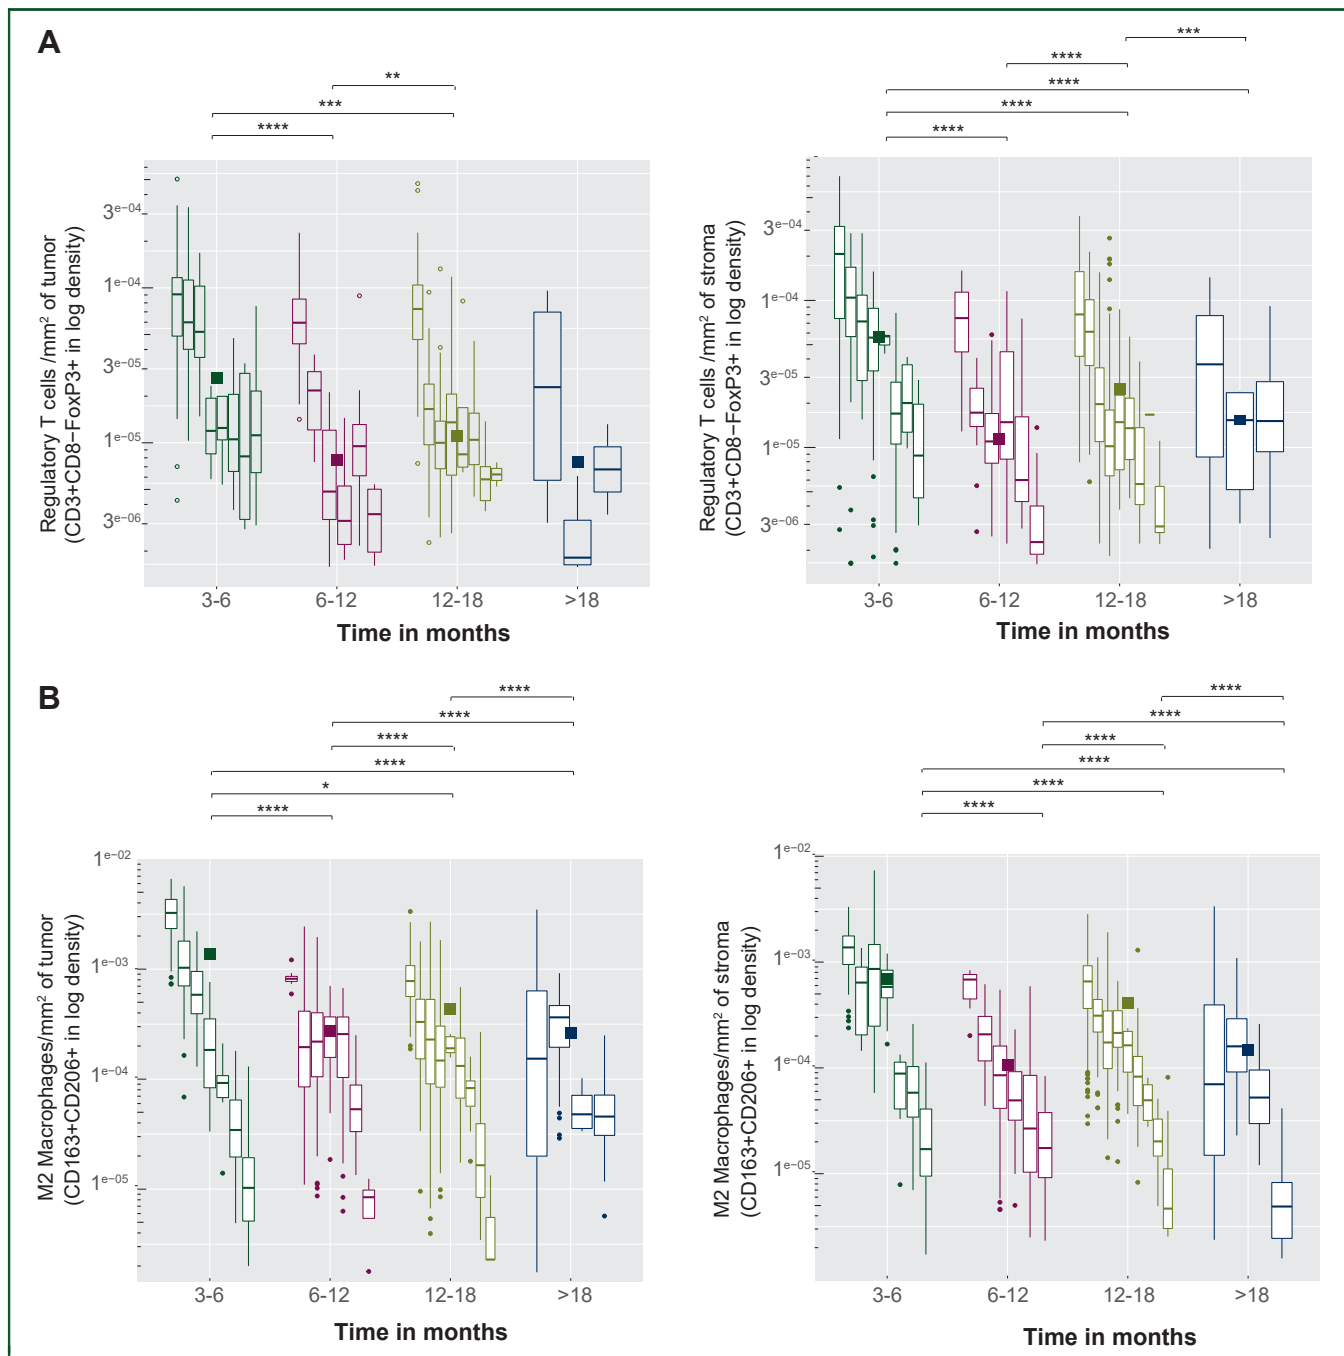 A
**
***
****
Regulatory T cells /mm² of tumor
(CD3+CD8−FoxP3+ in log density)
3e−04
1e−04
3e−05
1e−05
3e−06
3-6 6-12 12-18 >18
Time in months
***
****
****
****
****
Regulatory T cells/mm² of stroma
(CD3+CD8−FoxP3+ in log density)
3e−04
1e−04
3e−05
1e−05
3e−06
3-6 6-12 12-18 >18
Time in months
B
****
****
****
****
*
****
M2 Macrophages/mm² of tumor
(CD163+CD206+ in log density)
1e−02
1e−03
1e−04
1e−05
3-6 6-12 12-18 >18
Time in months
****
****
****
****
****
****
M2 Macrophages/mm² of stroma
(CD163+CD206+ in log density)
1e−02
1e−03
1e−04
1e−05
3-6 6-12 12-18 >18
Time in months